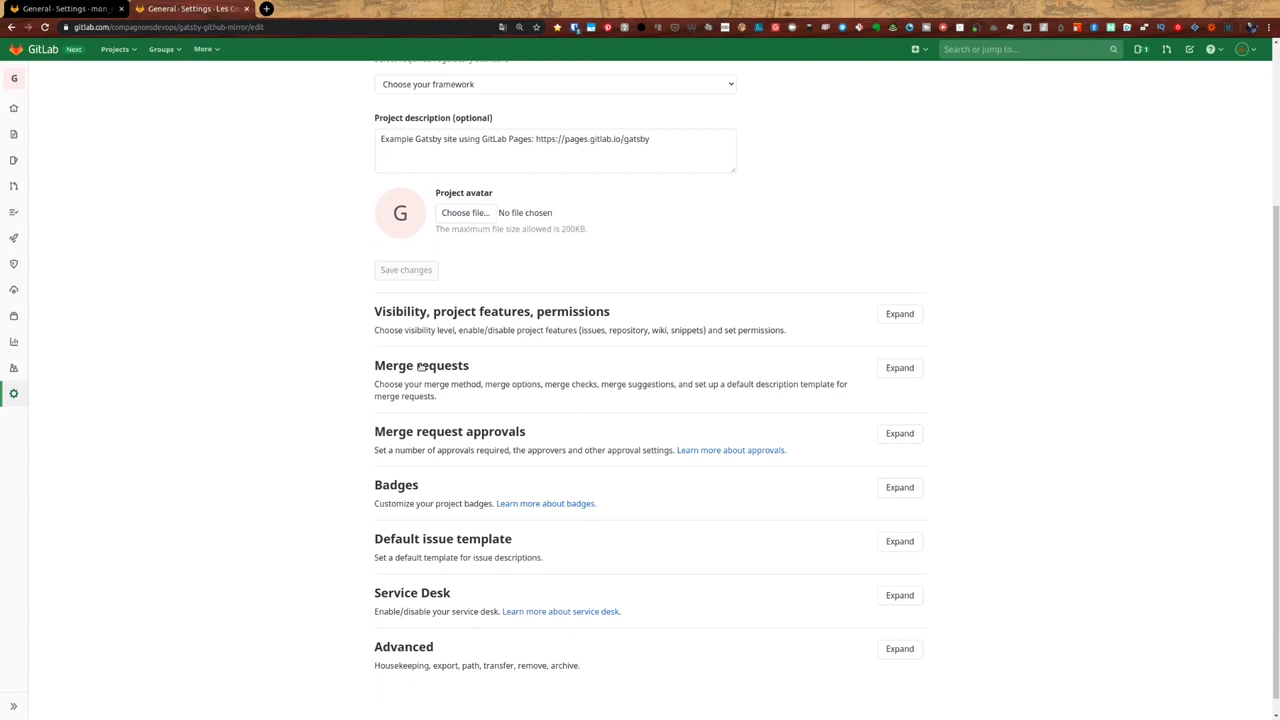 General · Settings · mon_
General · Settings · Les C
gitlab.com/compagnonsdevops/gatsby-github-mirror/edit
GitLab Next Projects Groups More Search or jump to... 1
G
Choose your framework
Project description (optional)
Example Gatsby site using GitLab Pages: https://pages.gitlab.io/gatsby
G
Project avatar
Choose file... No file chosen
The maximum file size allowed is 200KB.
Save changes
Visibility, project features, permissions
Expand
Choose visibility level, enable/disable project features (issues, repository, wiki, snippets) and set permissions.
Merge requests
Expand
Choose your merge method, merge options, merge checks, merge suggestions, and set up a default description template for
merge requests.
Merge request approvals
Expand
Set a number of approvals required, the approvers and other approval settings. Learn more about approvals.
Badges
Expand
Customize your project badges. Learn more about badges.
Default issue template
Expand
Set a default template for issue descriptions.
Service Desk
Expand
Enable/disable your service desk. Learn more about service desk.
Advanced
Expand
Housekeeping, export, path, transfer, remove, archive.